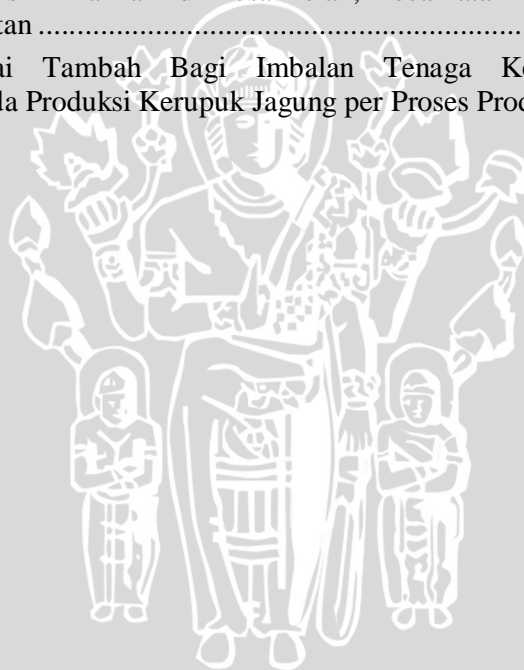 tan ........................................................
ai Tambah Bagi Imbalan Tenaga Ke
la Produksi Kerupuk Jagung per Proses Prod